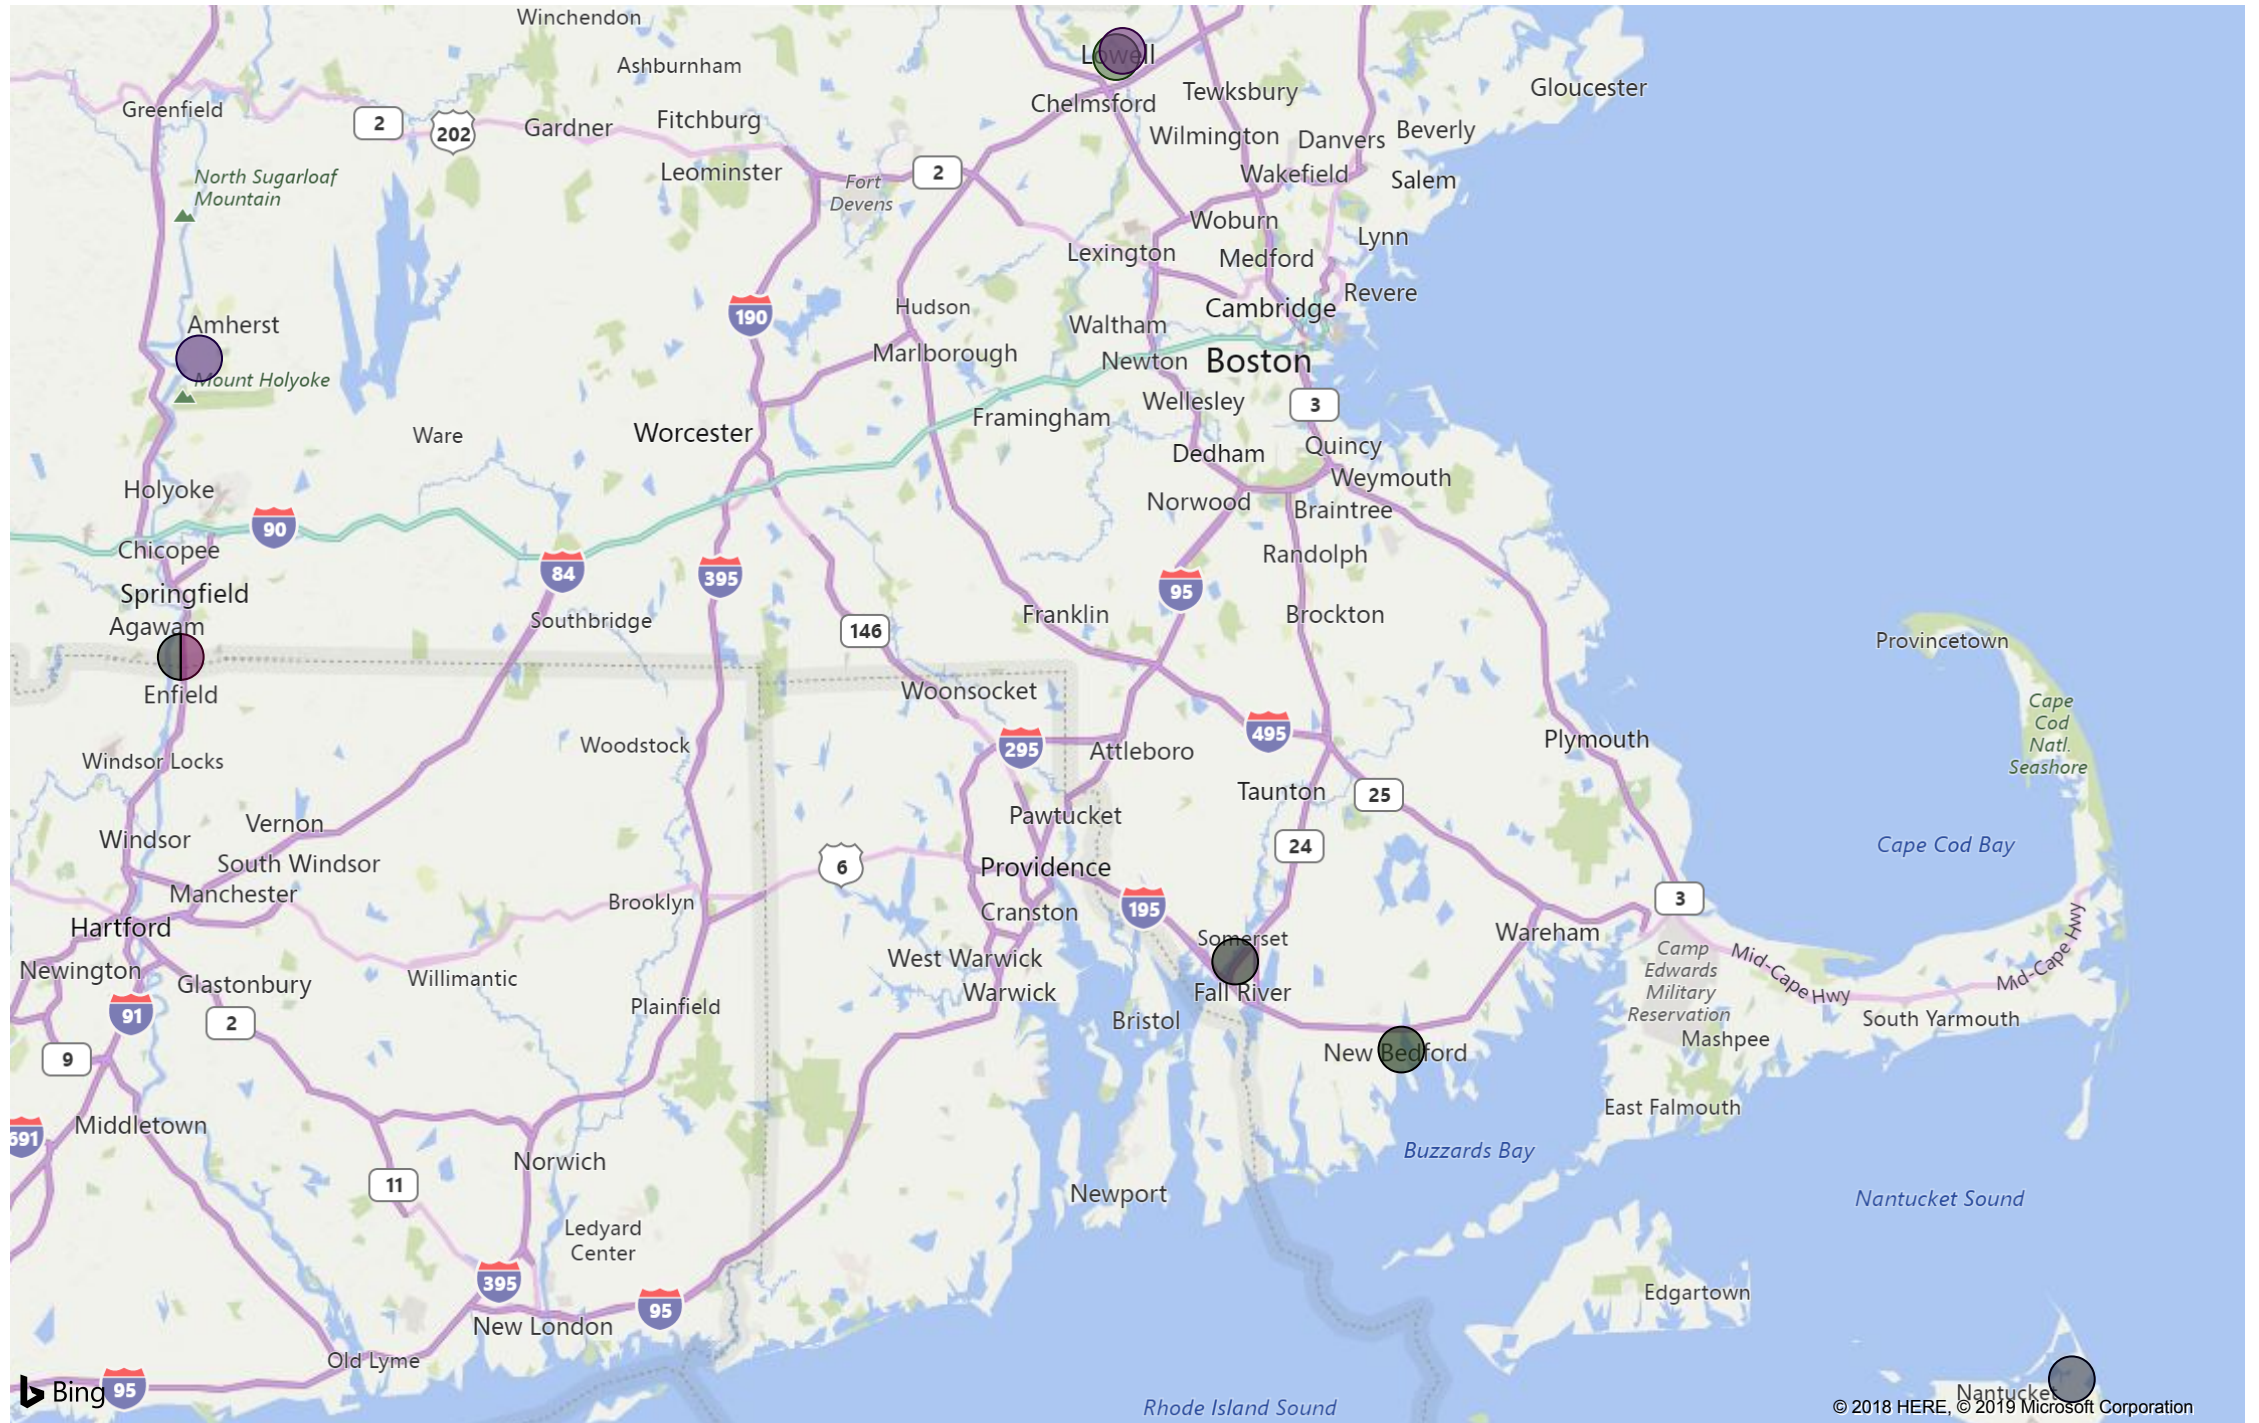 Winchendon
Ashburnham
Lowell
Gloucester
Greenfield
2
202
Gardner
Fitchburg
Chelmsford
Tewksbury
Wilmington
Danvers
Beverly
North Sugarloaf
Mountain
Leominster
Fort
Devens
2
Wakefield
Salem
Woburn
Lynn
Lexington
Medford
Revere
190
Hudson
Cambridge
Amherst
Waltham
Marlborough
Newton
Boston
Mount Holyoke
Wellesley
3
Framingham
Ware
Worcester
Dedham
Quincy
Weymouth
Holyoke
Norwood
Braintree
90
Chicopee
Randolph
84
395
95
Springfield
Agawam
Southbridge
146
Franklin
Brockton
Provincetown
Enfield
Woonsocket
Cape
Cod
Natl.
Seashore
Windsor Locks
Woodstock
295
Attleboro
495
Plymouth
Taunton
25
Pawtucket
Windsor
Vernon
24
Cape Cod Bay
South Windsor
6
Providence
Manchester
Brooklyn
195
3
Cranston
Hartford
Somerset
Wareham
Mid-Cape Hwy
Mid-Cape Hwy
Newington
Glastonbury
Willimantic
West Warwick
Camp
Edwards
Military
Reservation
Warwick
Fall River
91
2
Plainfield
Bristol
South Yarmouth
9
New Bedford
Mashpee
691
Middletown
East Falmouth
Norwich
Buzzards Bay
11
Newport
Nantucket Sound
Ledyard
Center
395
95
Edgartown
New London
Old Lyme
Bing
95
Nantucket
Rhode Island Sound
© 2018 HERE, © 2019 Microsoft Corporation